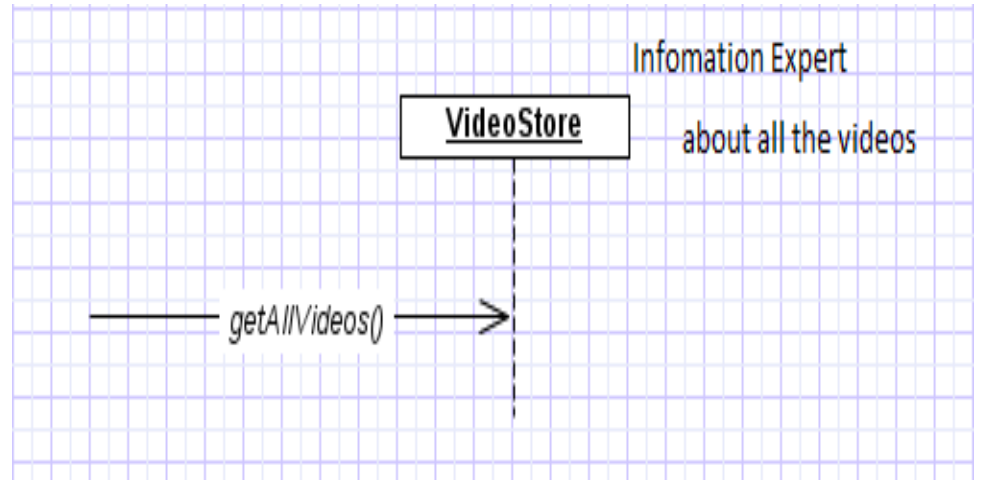 Infomation Expert
VideoStore
about all the videos
getAllVideos()